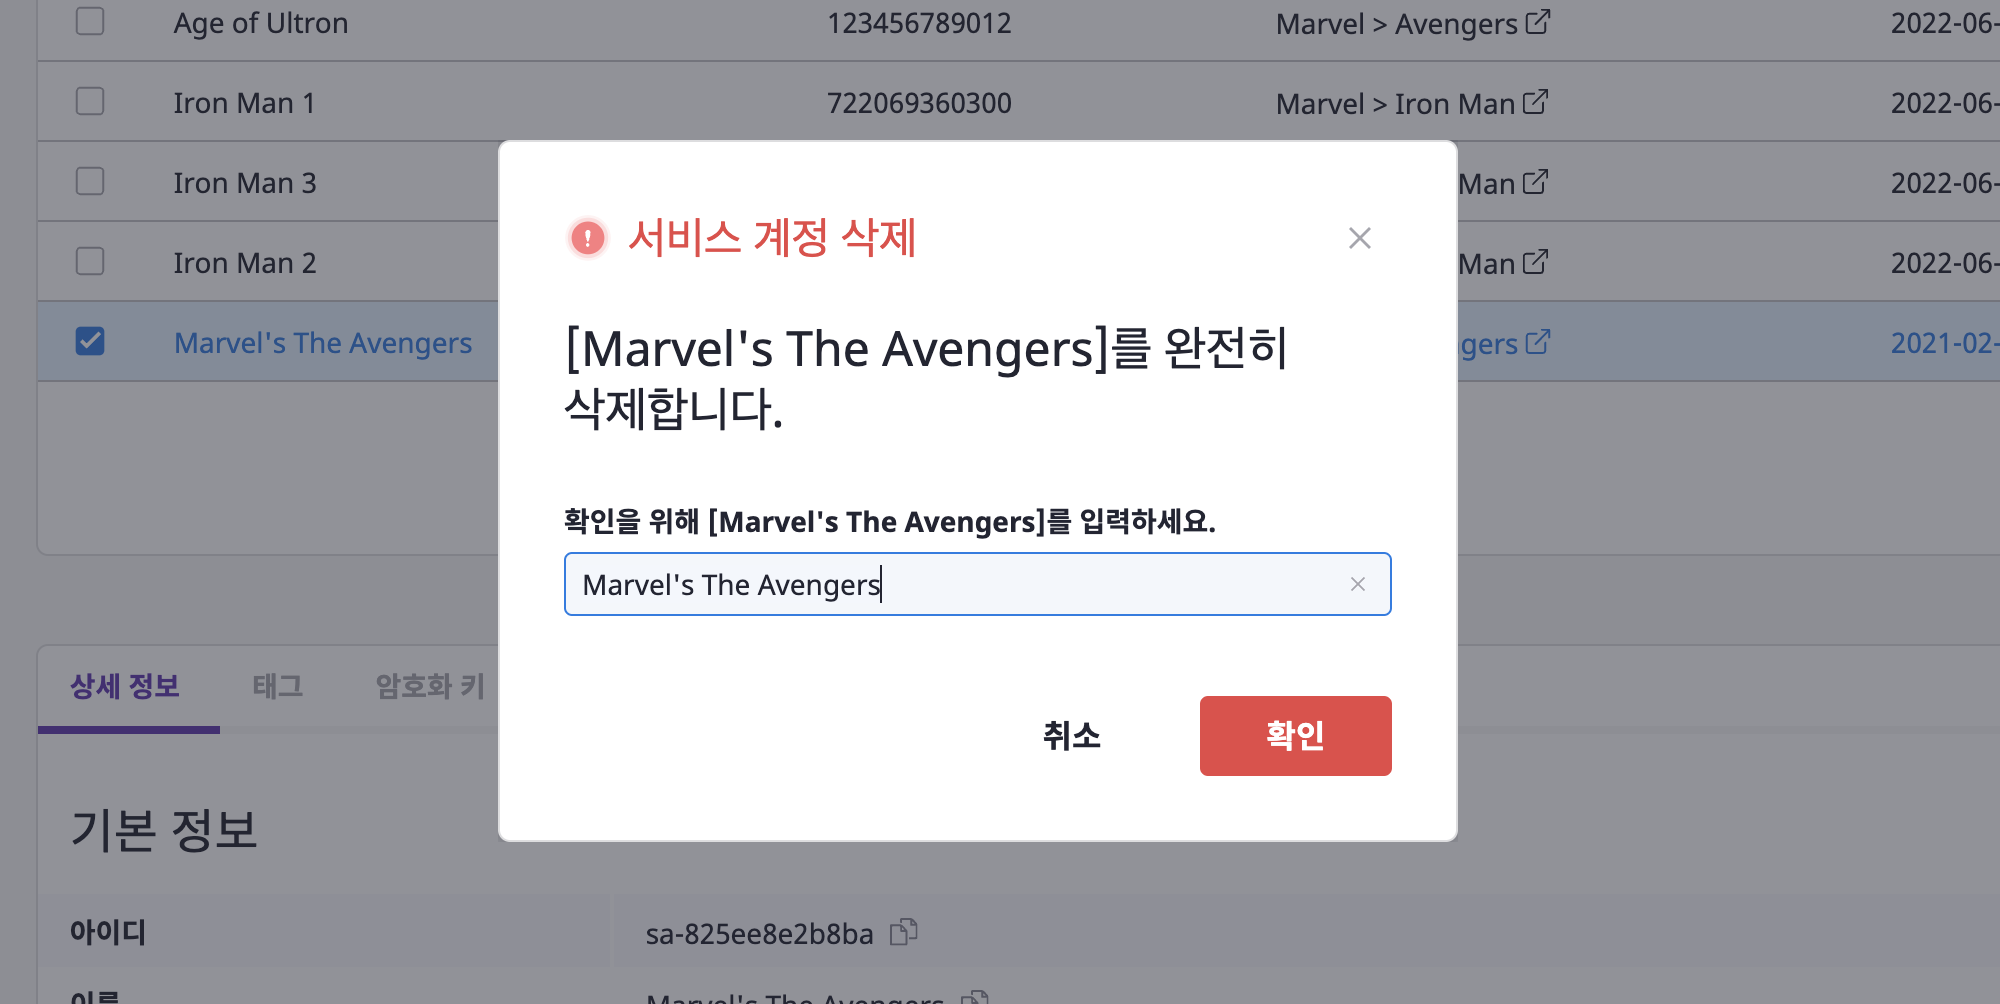 Age of Ultron 123456789012 Marvel > Avengers 2022-06-
Iron Man 1 722069360300 Marvel > Iron Man 2022-06-
Iron Man 3 Man 2022-06-
Iron Man 2 Man 2022-06-
Marvel's The Avengers gers 2021-02-
서비스 계정 삭제
[Marvel's The Avengers]를 완전히
삭제합니다.
확인을 위해 [Marvel's The Avengers]를 입력하세요.
Marvel's The Avengers
취소 확인
상세 정보 태그 암호화 키
기본 정보
아이디 sa-825ee8e2b8ba
이름 Marvel's The Avengers